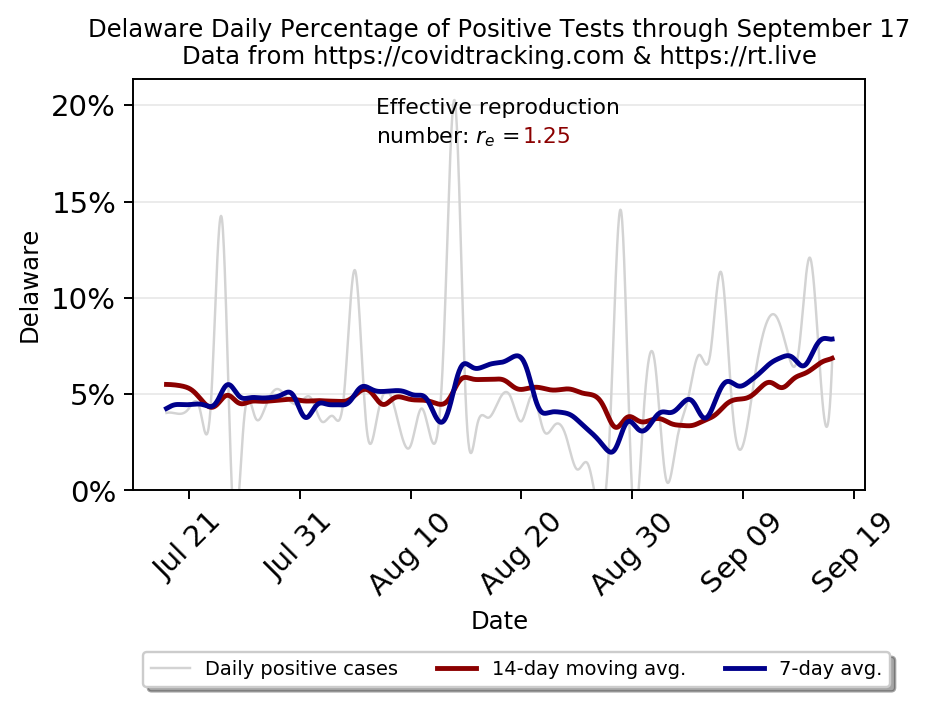 Delaware Daily Percentage of Positive Tests through September 17
Data from https://covidtracking.com & https://rt.live
Effective reproduction
number: rₑ = 1.25
20%
15%
10%
5%
0%
Delaware
Jul 21
Jul 31
Aug 10
Aug 20
Aug 30
Sep 09
Sep 19
Date
Daily positive cases
14-day moving avg.
7-day avg.